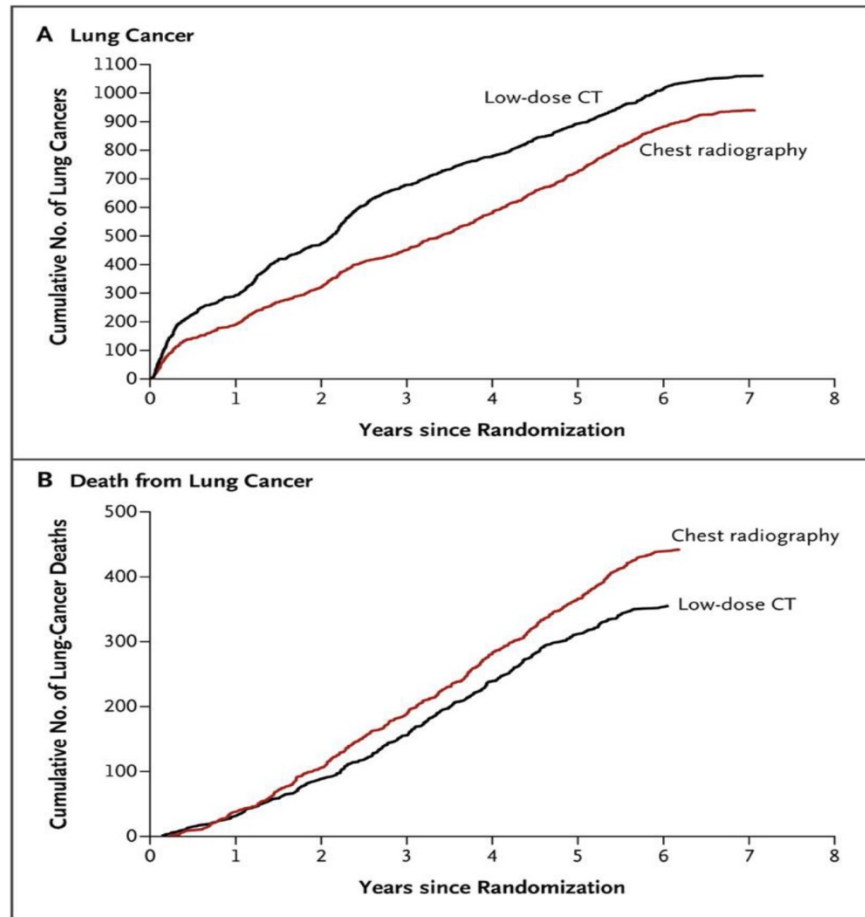 A Lung Cancer
Cumulative No. of Lung Cancers
1100
1000
900
800
700
600
500
400
300
200
100
0
Low-dose CT
Chest radiography
0 1 2 3 4 5 6 7 8
Years since Randomization
B Death from Lung Cancer
Cumulative No. of Lung-Cancer Deaths
500
400
300
200
100
0
Chest radiography
Low-dose CT
0 1 2 3 4 5 6 7 8
Years since Randomization